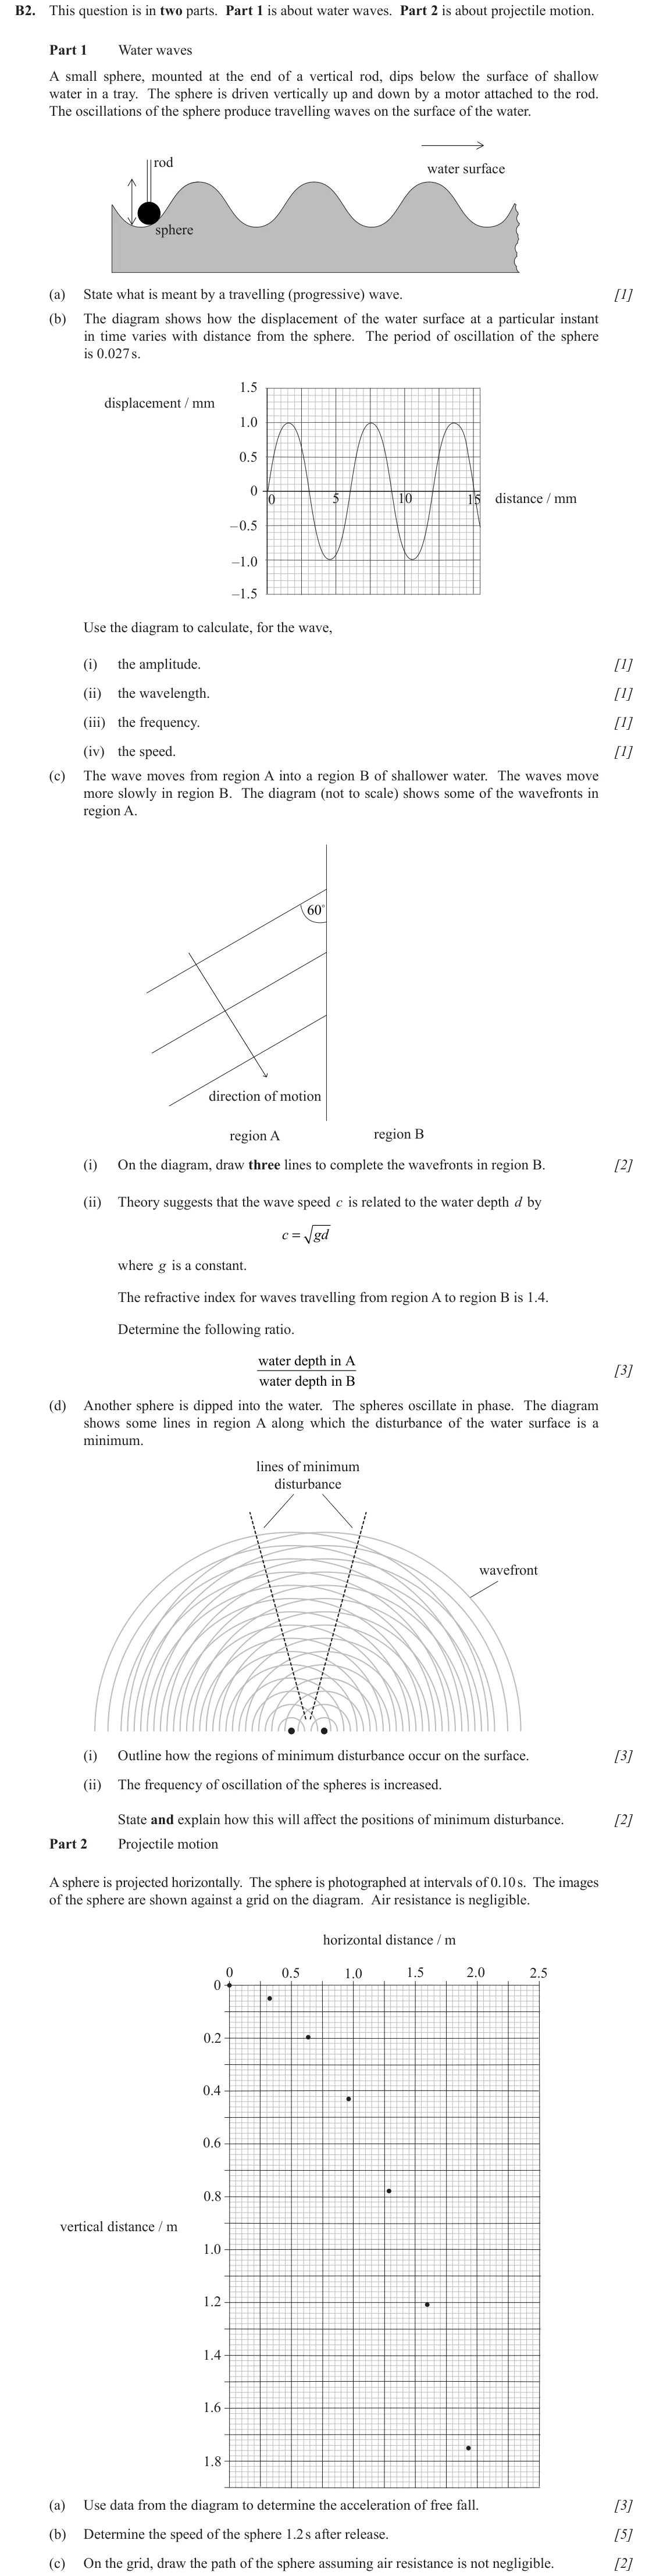 B2. This question is in two parts. Part 1 is about water waves. Part 2 is about projectile motion.
Part 1 Water waves
A small sphere, mounted at the end of a vertical rod, dips below the surface of shallow
water in a tray. The sphere is driven vertically up and down by a motor attached to the rod.
The oscillations of the sphere produce travelling waves on the surface of the water.
rod
water surface
sphere
(a) State what is meant by a travelling (progressive) wave. [1]
(b) The diagram shows how the displacement of the water surface at a particular instant
in time varies with distance from the sphere. The period of oscillation of the sphere
is 0.027 s.
displacement / mm
1.5
1.0
0.5
0
−0.5
−1.0
−1.5
0 5 10 15
distance / mm
Use the diagram to calculate, for the wave,
(i) the amplitude. [1]
(ii) the wavelength. [1]
(iii) the frequency. [1]
(iv) the speed. [1]
(c) The wave moves from region A into a region B of shallower water. The waves move
more slowly in region B. The diagram (not to scale) shows some of the wavefronts in
region A.
60°
direction of motion
region A region B
(i) On the diagram, draw three lines to complete the wavefronts in region B. [2]
(ii) Theory suggests that the wave speed c is related to the water depth d by
c = √gd
where g is a constant.
The refractive index for waves travelling from region A to region B is 1.4.
Determine the following ratio.
water depth in A
water depth in B
[3]
(d) Another sphere is dipped into the water. The spheres oscillate in phase. The diagram
shows some lines in region A along which the disturbance of the water surface is a
minimum.
lines of minimum
disturbance
wavefront
(i) Outline how the regions of minimum disturbance occur on the surface. [3]
(ii) The frequency of oscillation of the spheres is increased.
State and explain how this will affect the positions of minimum disturbance. [2]
Part 2 Projectile motion
A sphere is projected horizontally. The sphere is photographed at intervals of 0.10 s. The images
of the sphere are shown against a grid on the diagram. Air resistance is negligible.
horizontal distance / m
0 0.5 1.0 1.5 2.0 2.5
0
0.2
0.4
0.6
0.8
vertical distance / m
1.0
1.2
1.4
1.6
1.8
(a) Use data from the diagram to determine the acceleration of free fall. [3]
(b) Determine the speed of the sphere 1.2 s after release. [5]
(c) On the grid, draw the path of the sphere assuming air resistance is not negligible. [2]